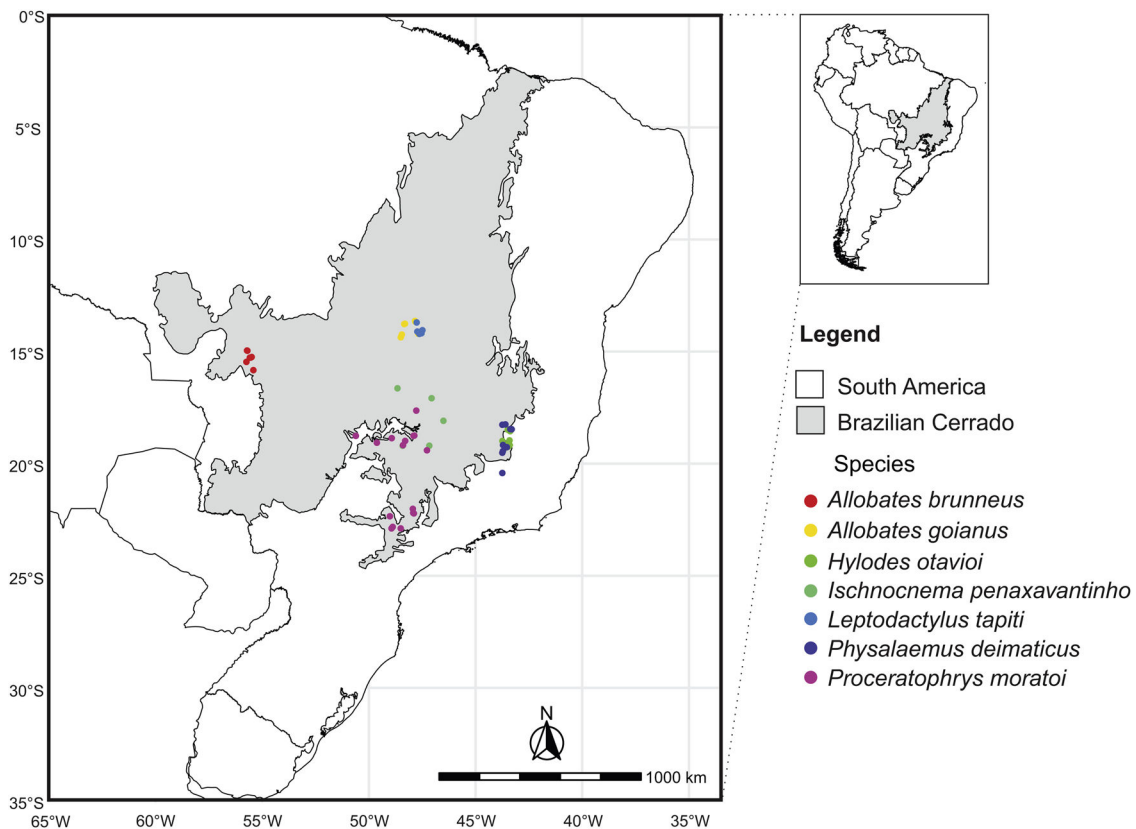 0°S
5°S
10°S
15°S
20°S
25°S
30°S
35°S
65°W
60°W
55°W
50°W
45°W
40°W
35°W
N
1000 km
Legend
South America
Brazilian Cerrado
Species
Allobates brunneus
Allobates goianus
Hylodes otavioi
Ischnocnema penaxavantinho
Leptodactylus tapiti
Physalaemus deimaticus
Proceratophrys moratoi